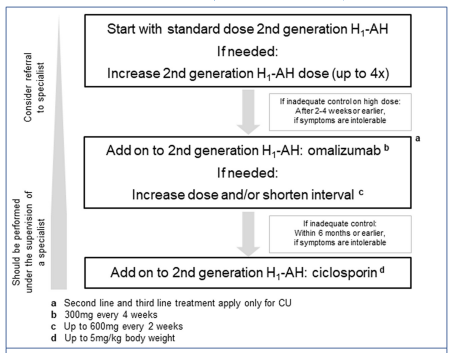 Start with standard dose 2nd generation H₁-AH
If needed:
Increase 2nd generation H₁-AH dose (up to 4x)
Consider referral
to specialist
If inadequate control on high dose:
After 2-4 weeks or earlier,
if symptoms are intolerable
Add on to 2nd generation H₁-AH: omalizumab b
a
If needed:
Increase dose and/or shorten interval c
If inadequate control:
Within 6 months or earlier,
if symptoms are intolerable
Should be performed
under the supervision of
a specialist
Add on to 2nd generation H₁-AH: ciclosporin d
a Second line and third line treatment apply only for CU
b 300mg every 4 weeks
c Up to 600mg every 2 weeks
d Up to 5mg/kg body weight